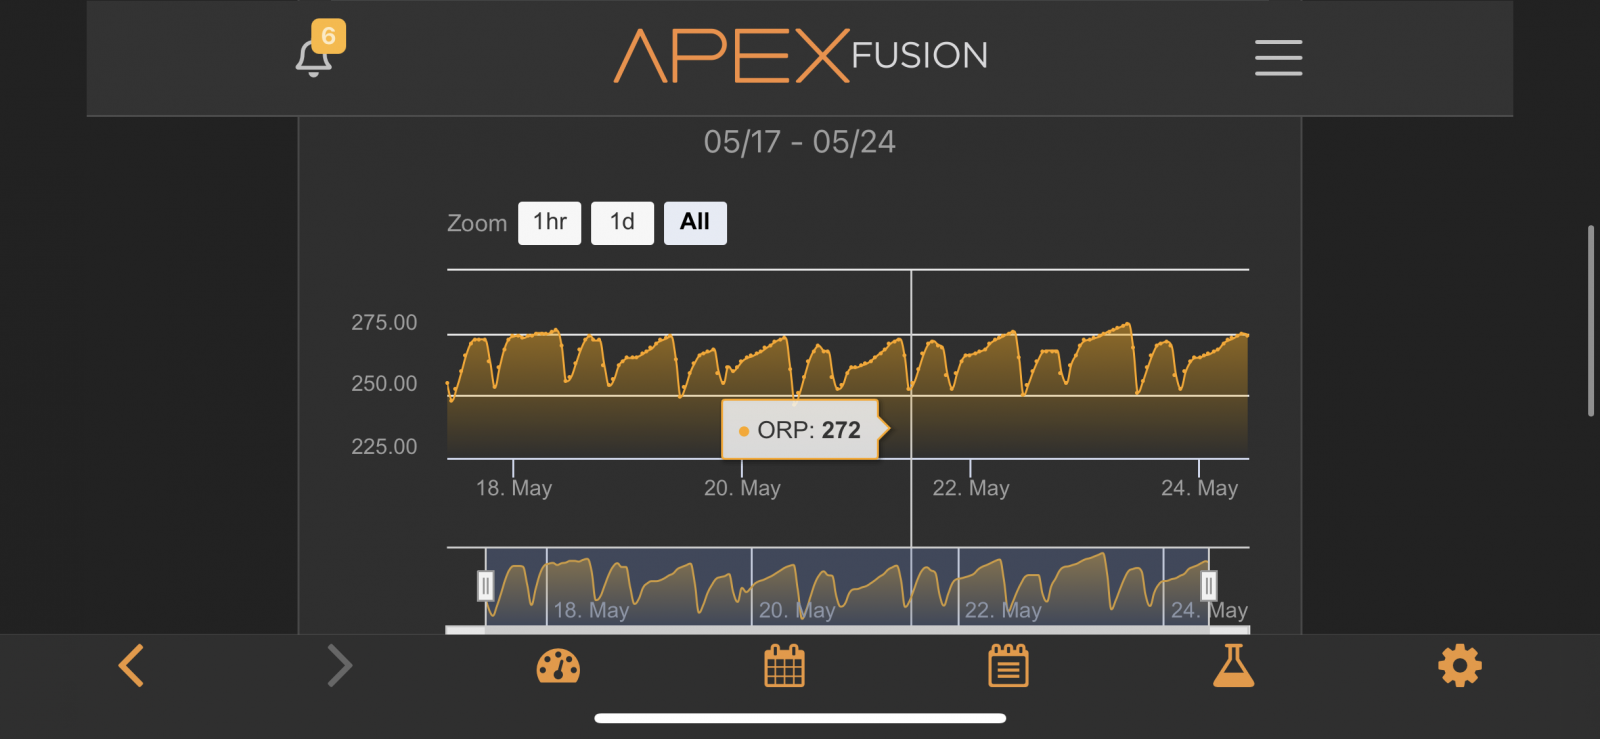 6
APEX FUSION
05/17 - 05/24
Zoom 1hr 1d All
275.00
250.00
225.00
ORP: 272
18. May 20. May 22. May 24. May
18. May 20. May 22. May 24. May